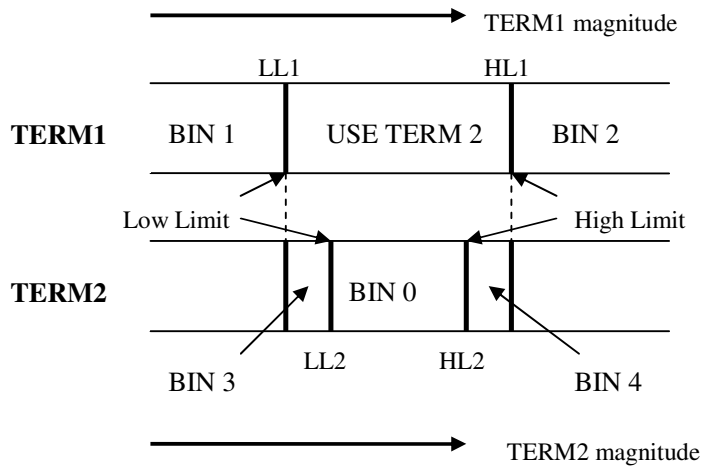 TERM1 magnitude
LL1 HL1
TERM1 BIN 1 USE TERM 2 BIN 2
Low Limit High Limit
TERM2 BIN 0
BIN 3 LL2 HL2 BIN 4
TERM2 magnitude